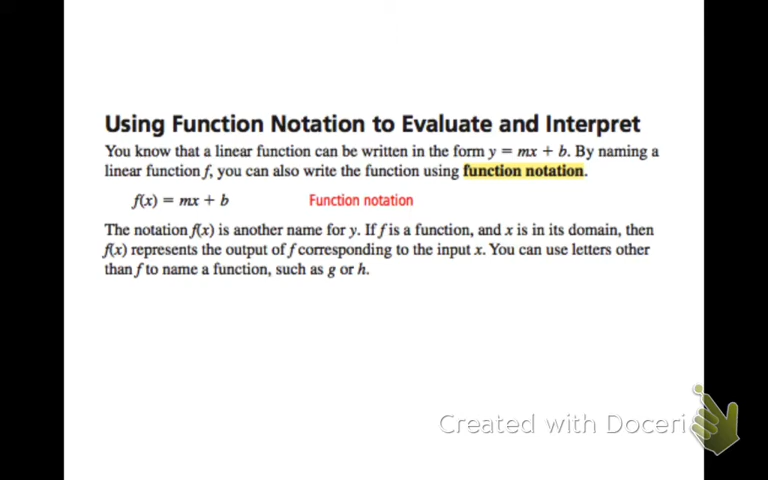 Using Function Notation to Evaluate and Interpret
You know that a linear function can be written in the form y = mx + b. By naming a
linear function f, you can also write the function using function notation.
f(x) = mx + b Function notation
The notation f(x) is another name for y. If f is a function, and x is in its domain, then
f(x) represents the output of f corresponding to the input x. You can use letters other
than f to name a function, such as g or h.
Created with Doceri